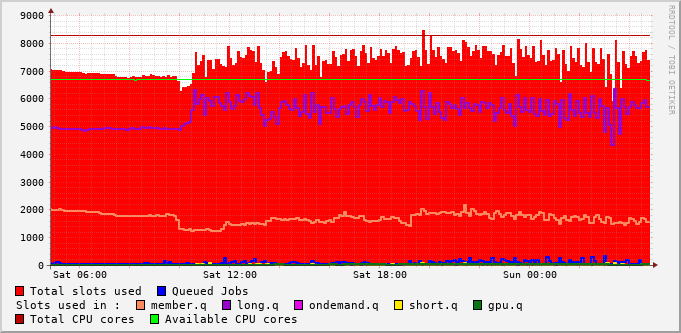 9000
8000
7000
6000
5000
4000
3000
2000
1000
0
Sat 06:00 Sat 12:00 Sat 18:00 Sun 00:00
RRDTOOL / TOBI OETIKER
Total slots used Queued Jobs
Slots used in : member.q long.q ondemand.q short.q gpu.q
Total CPU cores Available CPU cores